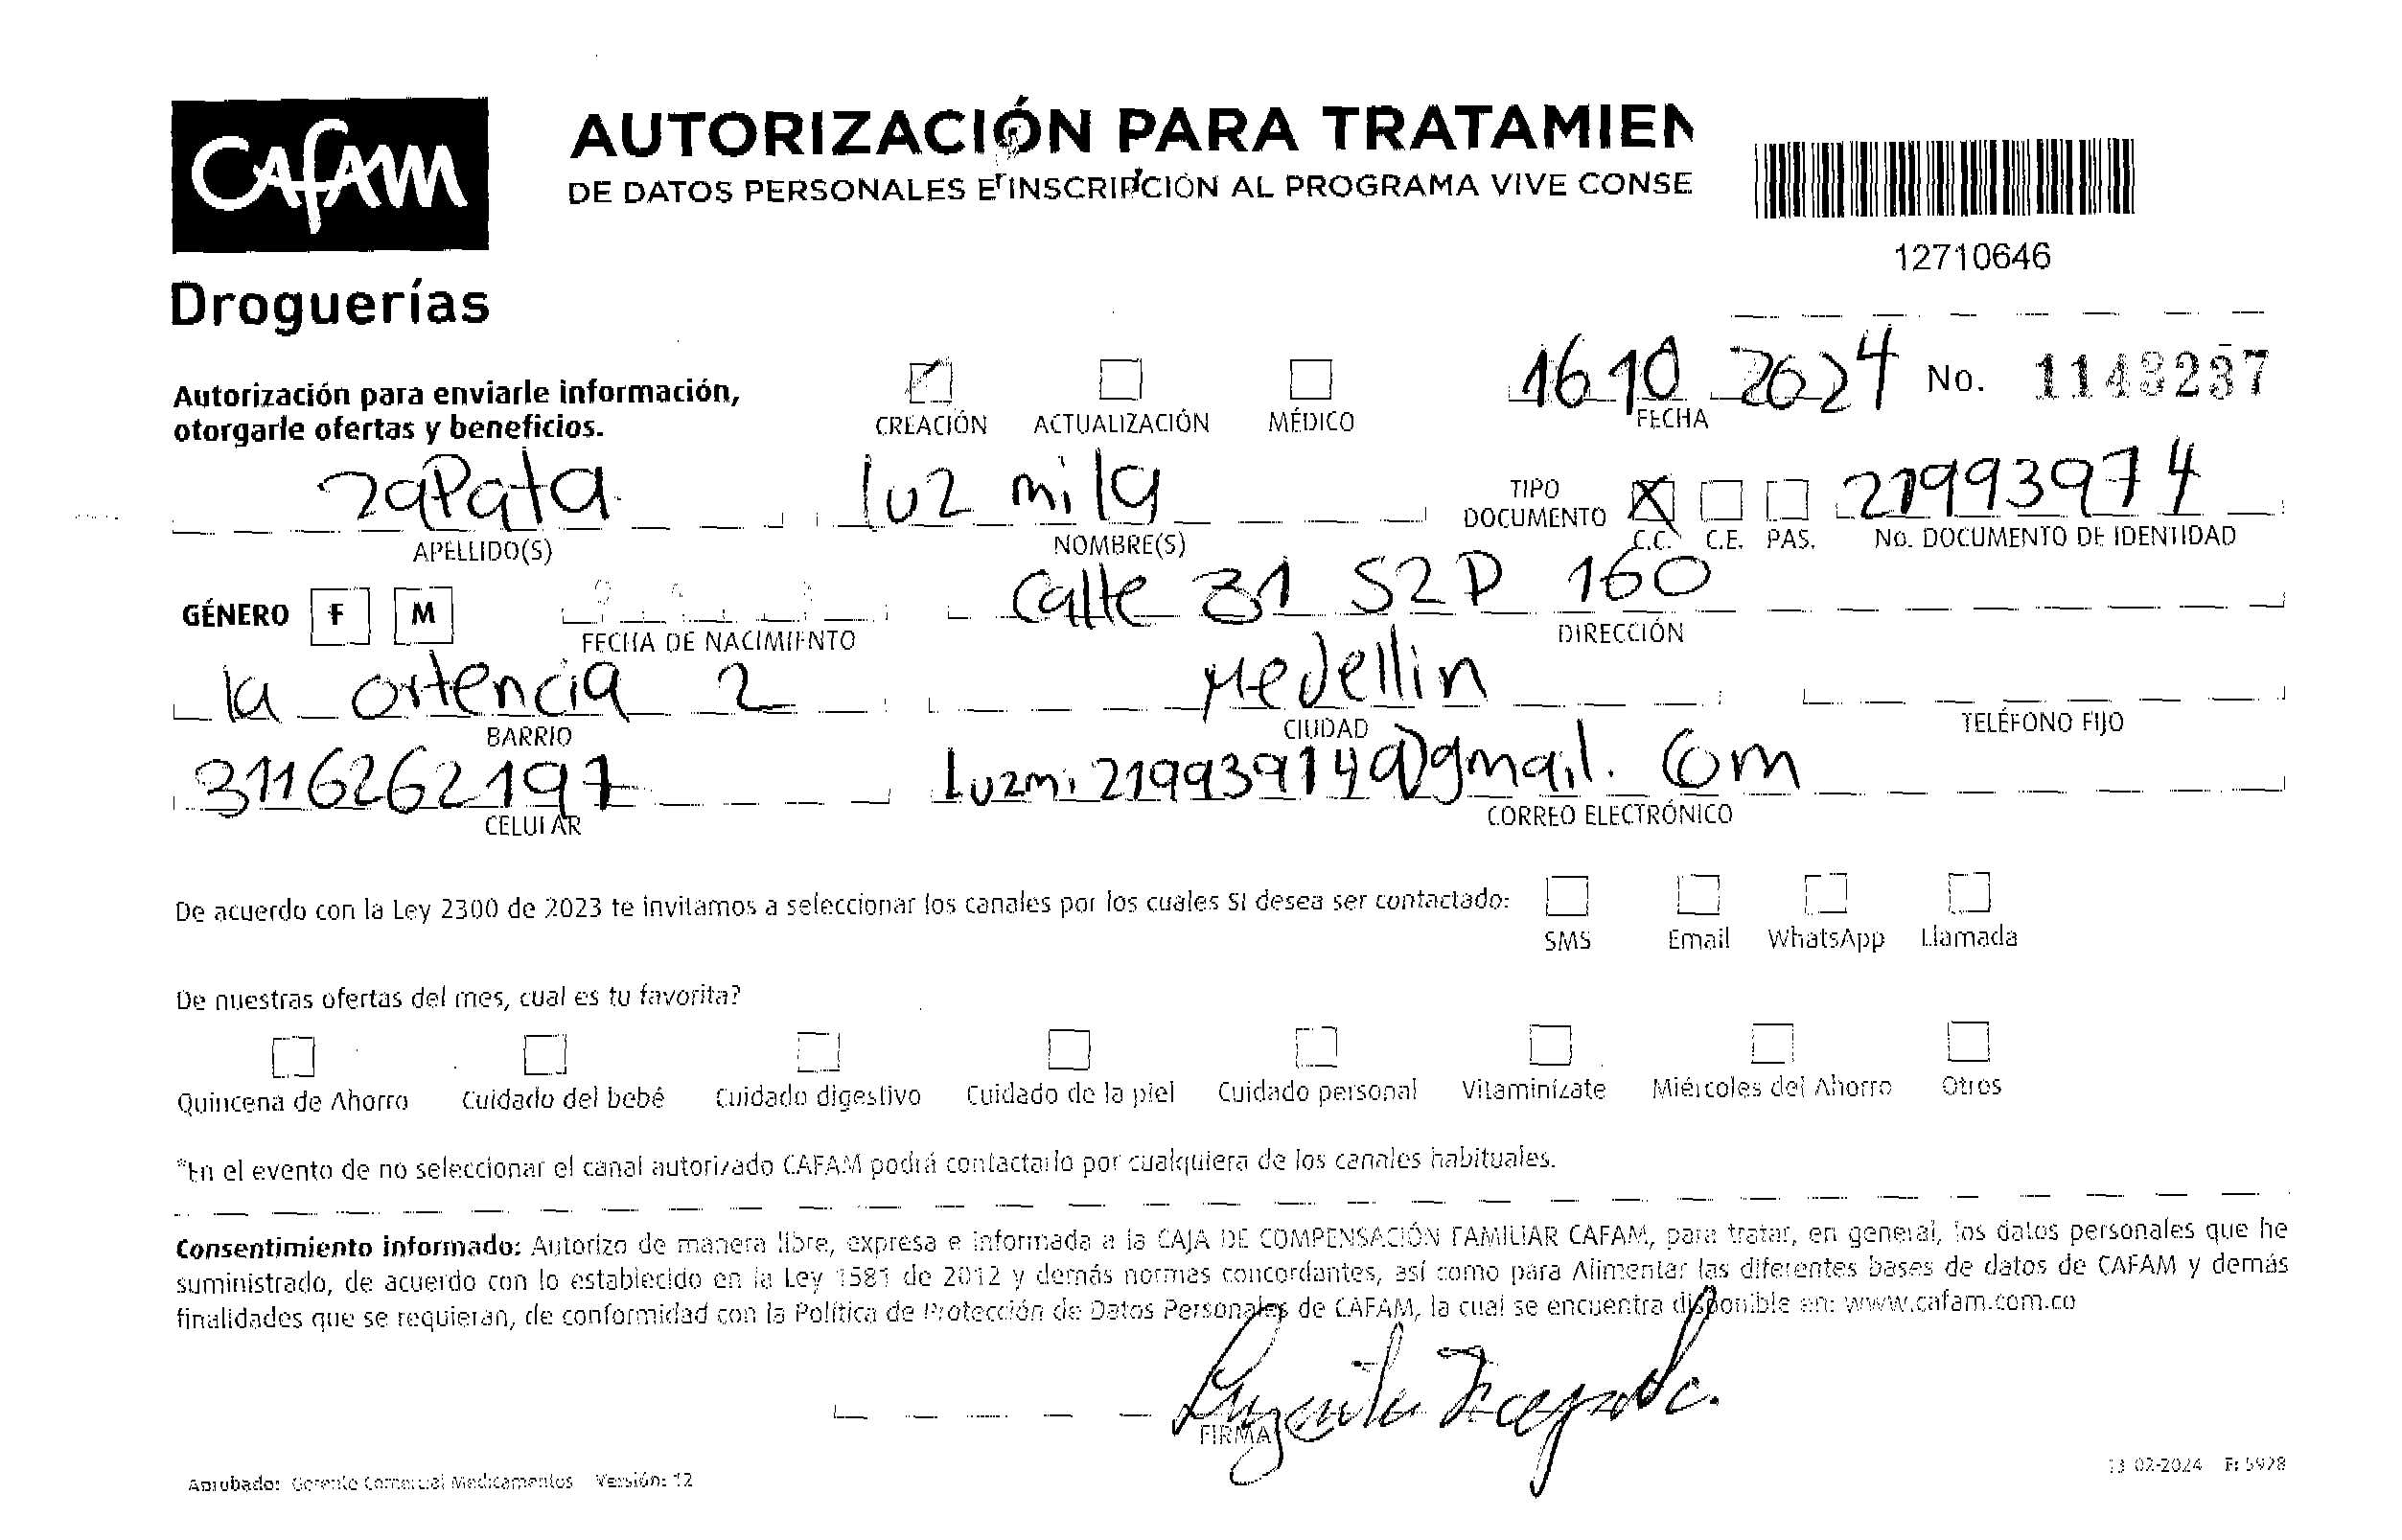 CAFAM
Droguerías
AUTORIZACIÓN PARA TRATAMIEN
DE DATOS PERSONALES E INSCRIPCIÓN AL PROGRAMA VIVE CONSE
12710646
Autorización para enviarle información,
otorgarle ofertas y beneficios.
CREACIÓN ACTUALIZACIÓN MÉDICO
16 10 2024 No. 1143237
FECHA
zapata luz mila TIPO DOCUMENTO 21993974
APELLIDO(S) NOMBRE(S) C.C. C.E. PAS. No. DOCUMENTO DE IDENTIDAD
GÉNERO F M calle 31 52D 160
FECHA DE NACIMIENTO DIRECCIÓN
la ortencia 2 Medellin
BARRIO CIUDAD TELÉFONO FIJO
3116262197 luzmi21993974@gmail.com
CELULAR CORREO ELECTRÓNICO
De acuerdo con la Ley 2300 de 2023 te invitamos a seleccionar los canales por los cuales SI desea ser contactado:
SMS Email WhatsApp Llamada
De nuestras ofertas del mes, cual es tu favorita?
Quincena de Ahorro Cuidado del bebé Cuidado digestivo Cuidado de la piel Cuidado personal Vitaminízate Miércoles del Ahorro Otros
*En el evento de no seleccionar el canal autorizado CAFAM podrá contactarlo por cualquiera de los canales habituales.
Consentimiento informado: Autorizo de manera libre, expresa e informada a la CAJA DE COMPENSACIÓN FAMILIAR CAFAM, para tratar, en general, los datos personales que he
suministrado, de acuerdo con lo establecido en la Ley 1581 de 2012 y demás normas concordantes, así como para Alimentar las diferentes bases de datos de CAFAM y demás
finalidades que se requieran, de conformidad con la Política de Protección de Datos Personales de CAFAM, la cual se encuentra disponible en: www.cafam.com.co
Luzmila Zapata.
FIRMA
Aprobado: Gerente Comercial Medicamentos Versión: 12
13-02-2024 Fr 5928